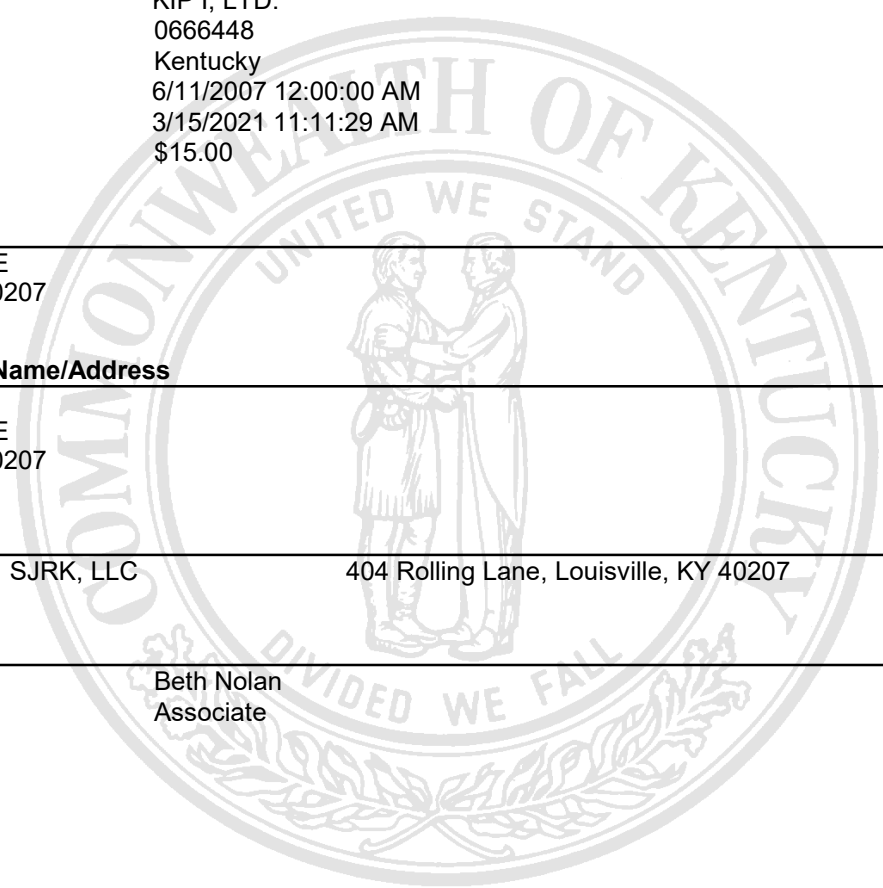 KIP I, LTD.
0666448
Kentucky
6/11/2007 12:00:00 AM
3/15/2021 11:11:29 AM
$15.00
COMMONWEALTH OF KENTUCKY
UNITED WE STAND
E
0207
Name/Address
E
0207
SJRK, LLC 404 Rolling Lane, Louisville, KY 40207
DIVIDED WE FALL
Beth Nolan
Associate